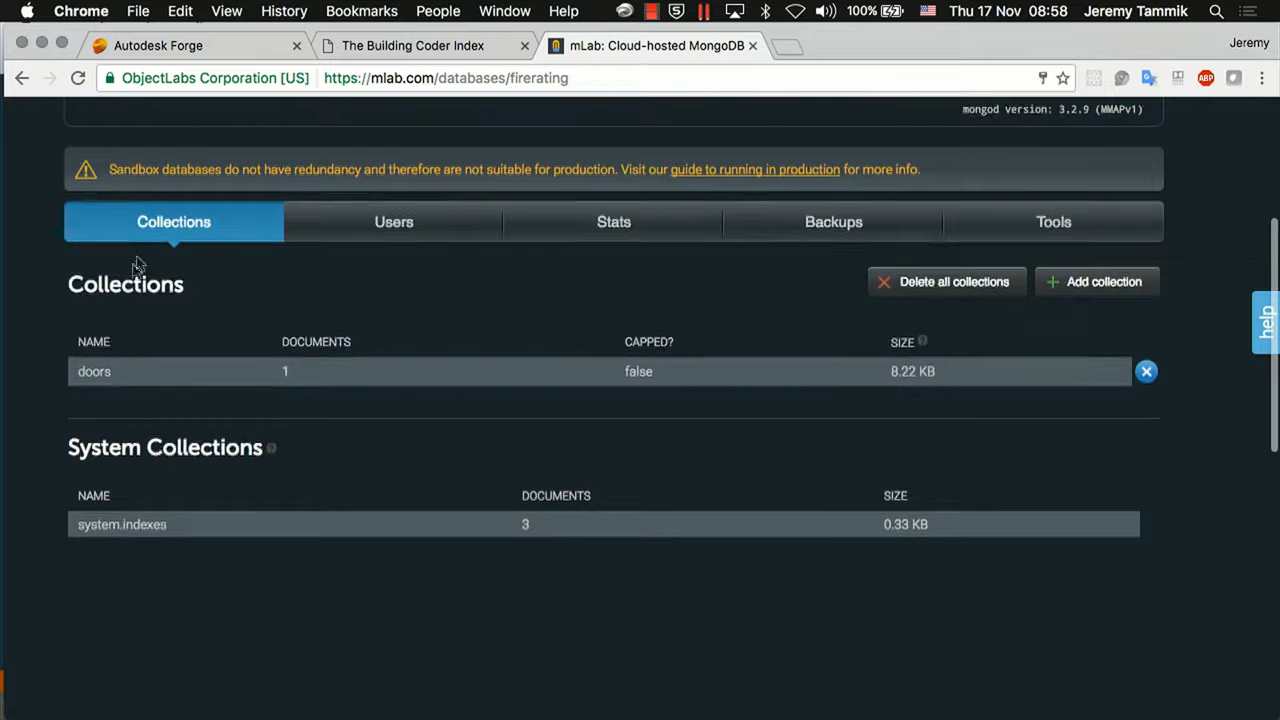 Chrome File Edit View History Bookmarks People Window Help 100% Thu 17 Nov 08:58 Jeremy Tammik
Autodesk Forge The Building Coder Index mLab: Cloud-hosted MongoDB Jeremy
ObjectLabs Corporation [US] https://mlab.com/databases/firerating ABP
mongod version: 3.2.9 (MMAPv1)
Sandbox databases do not have redundancy and therefore are not suitable for production. Visit our guide to running in production for more info.
Collections Users Stats Backups Tools
Collections Delete all collections Add collection
help
NAME DOCUMENTS CAPPED? SIZE
doors 1 false 8.22 KB
System Collections
NAME DOCUMENTS SIZE
system.indexes 3 0.33 KB